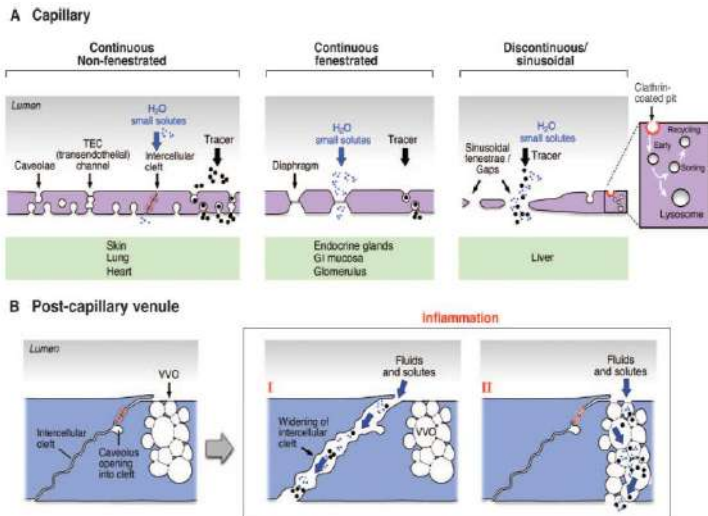 A Capillary
Continuous
Non-fenestrated
Continuous
fenestrated
Discontinuous/
sinusoidal
Lumen
H₂O
small solutes
TEC
(transendothelial)
channel
Intercellular
cleft
Tracer
Caveolae
H₂O
small solutes
Tracer
Diaphragm
H₂O
small solutes
Tracer
Sinusoidal
fenestrae /
Gaps
Clathrin-
coated pit
Recycling
Early
Sorting
Lysosome
Skin
Lung
Heart
Endocrine glands
GI mucosa
Glomerulus
Liver
B Post-capillary venule
Inflammation
Lumen
VVO
Intercellular
cleft
Caveolus
opening
into cleft
I
Fluids
and solutes
Widening of
intercellular
cleft
VVO
II
Fluids
and solutes